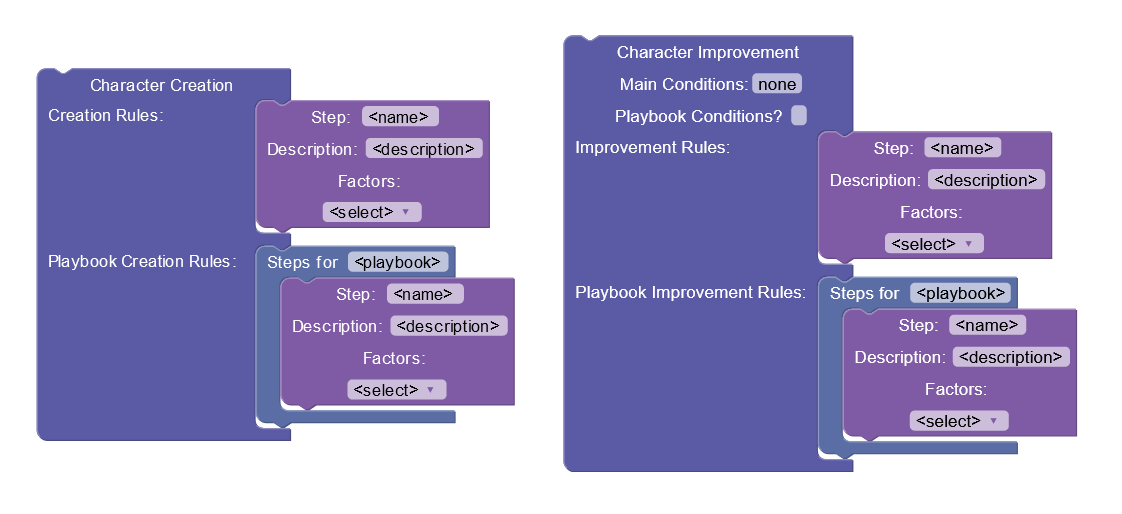 Character Creation
Creation Rules:
Step: <name>
Description: <description>
Factors:
<select> ▼
Playbook Creation Rules:
Steps for <playbook>
Step: <name>
Description: <description>
Factors:
<select> ▼
Character Improvement
Main Conditions: none
Playbook Conditions?
Improvement Rules:
Step: <name>
Description: <description>
Factors:
<select> ▼
Playbook Improvement Rules:
Steps for <playbook>
Step: <name>
Description: <description>
Factors:
<select> ▼